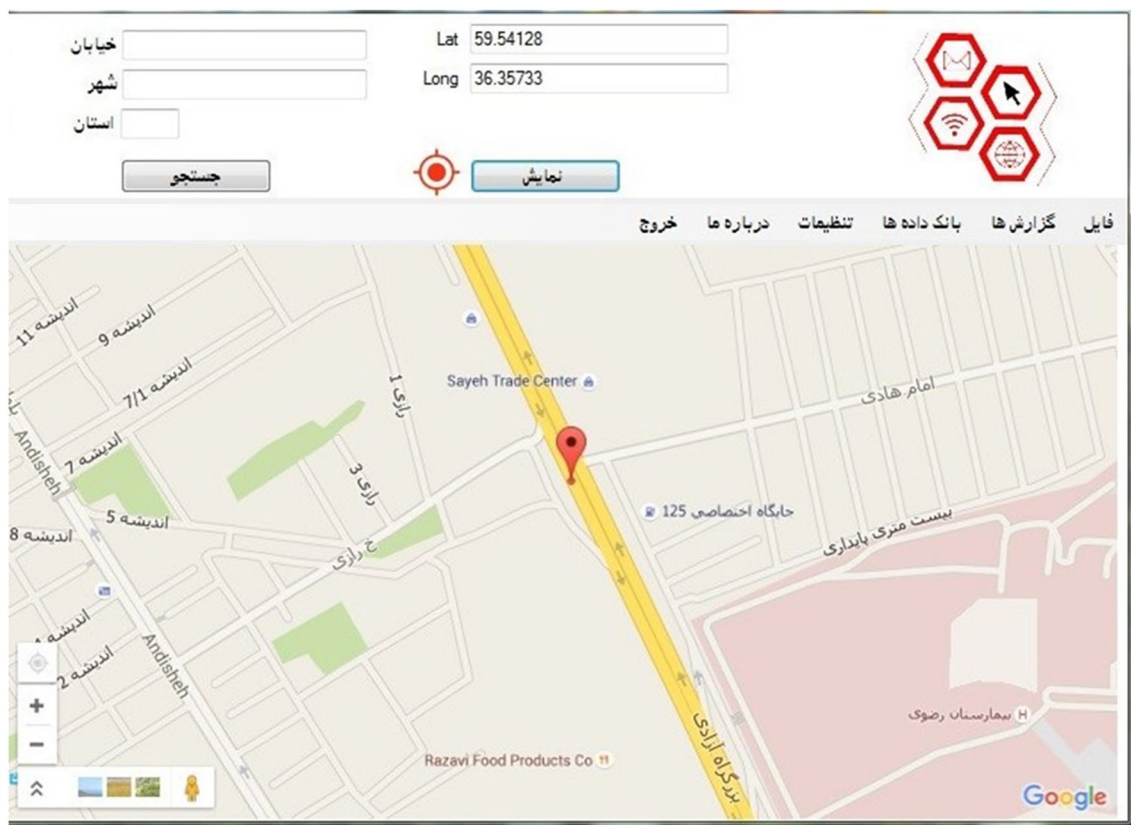 خیابان
Lat 59.54128
شهر
Long 36.35733
استان
جستجو
نمایش
فایل گزارش ها بانک داده ها تنظیمات درباره ما خروج
اندیشه 11
اندیشه 9
اندیشه 7/1
رازی 1
Sayeh Trade Center
امام هادی
Andisheh
اندیشه 7
رازی 3
جایگاه اختصاصی 125
اندیشه 5
اندیشه 8
بیست متری پایداری
خ رازی
Andisheh
اندیشه 2
بیمارستان رضوی
H
بزرگراه آزادی
Razavi Food Products Co
Google